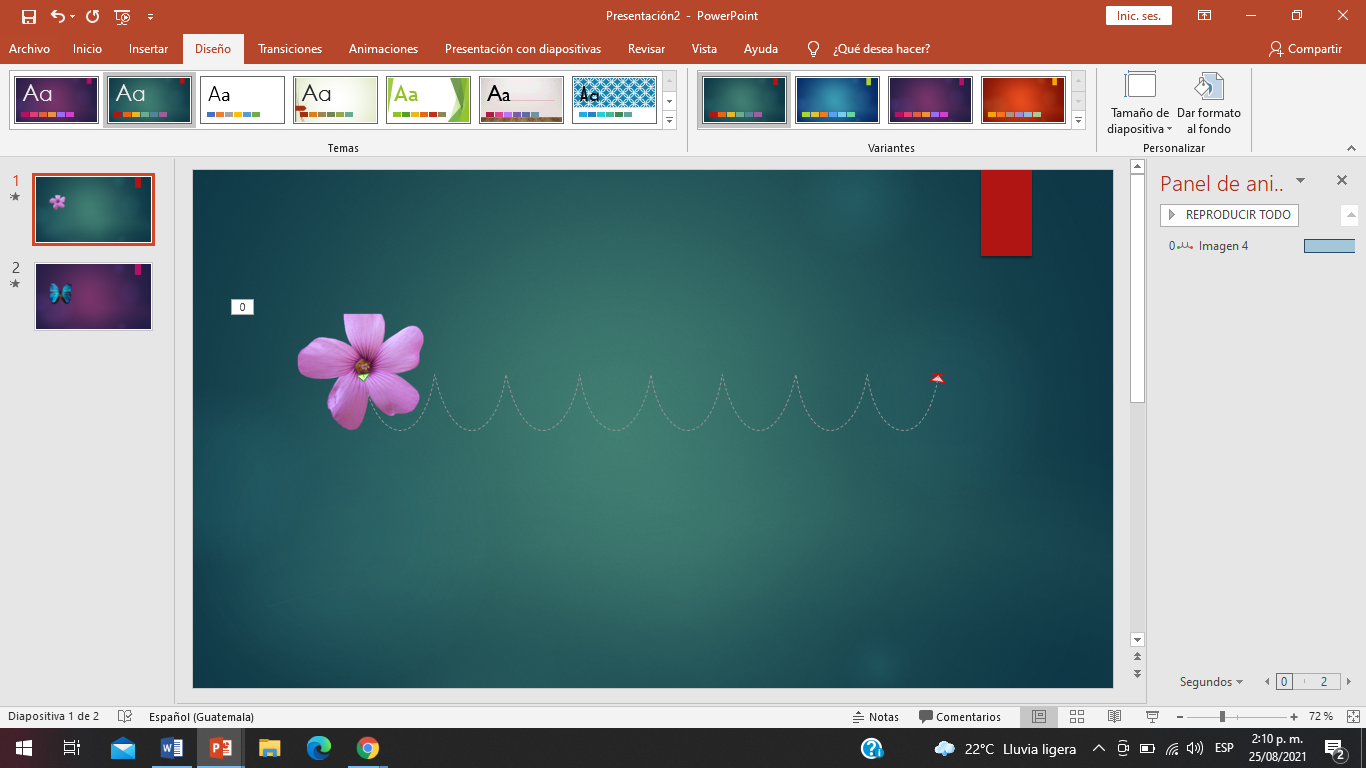 Presentación2 - PowerPoint
Inic. ses.
Archivo Inicio Insertar Diseño Transiciones Animaciones Presentación con diapositivas Revisar Vista Ayuda ¿Qué desea hacer? Compartir
Aa Aa Aa Aa Aa Aa Aa
Tamaño de diapositiva
Dar formato al fondo
Temas Variantes Personalizar
1
2
0
Panel de ani..
REPRODUCIR TODO
0 Imagen 4
Segundos 0 2
Diapositiva 1 de 2 Español (Guatemala) Notas Comentarios 72 %
22°C Lluvia ligera ESP 2:10 p. m.
25/08/2021 2